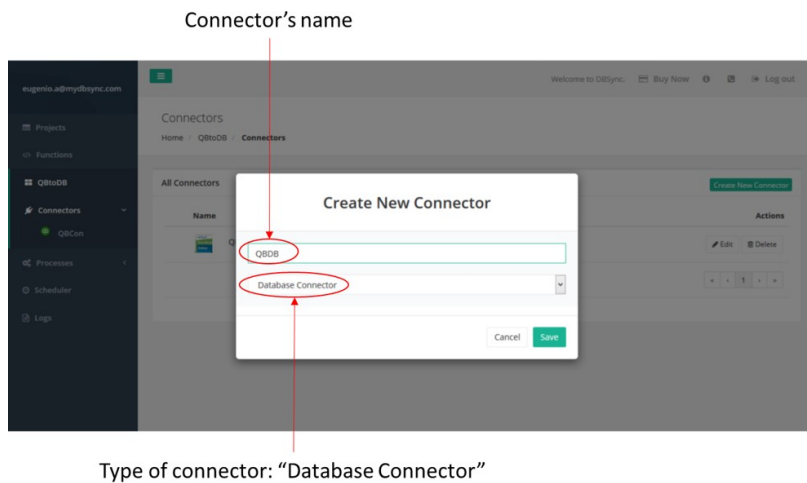 Connector’s name
eugenio.a@mydbsync.com
Welcome to DBSync. Buy Now Log out
Projects
Functions
QBtoDB
Connectors
QBCon
Processes
Scheduler
Logs
Connectors
Home / QBtoDB / Connectors
All Connectors
Create New Connector
Name
Actions
Q
Edit Delete
« ‹ 1 › »
Create New Connector
QBDB
Database Connector
Cancel Save
Type of connector: “Database Connector”